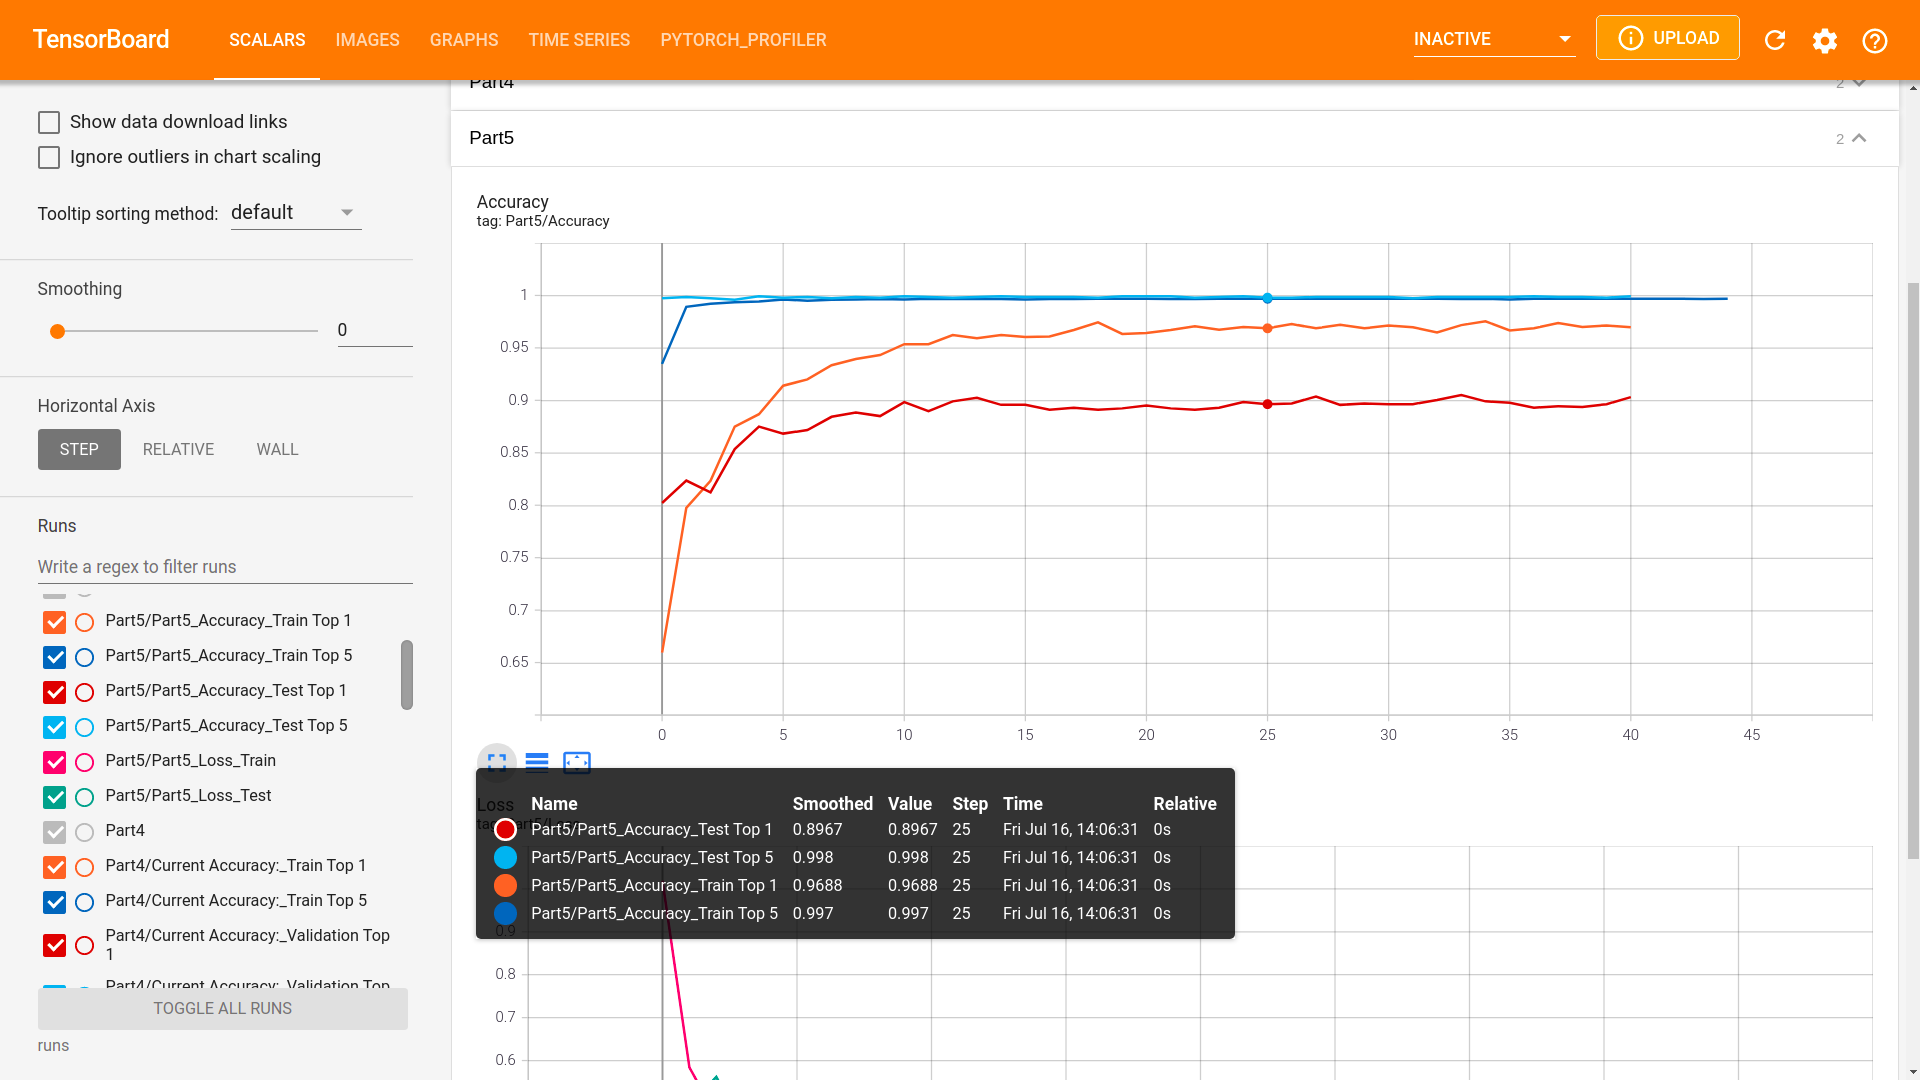 TensorBoard
SCALARS
IMAGES
GRAPHS
TIME SERIES
PYTORCH_PROFILER
INACTIVE
UPLOAD
Show data download links
Ignore outliers in chart scaling
Tooltip sorting method: default
Smoothing
0
Horizontal Axis
STEP
RELATIVE
WALL
Runs
Write a regex to filter runs
Part5/Part5_Accuracy_Train Top 1
Part5/Part5_Accuracy_Train Top 5
Part5/Part5_Accuracy_Test Top 1
Part5/Part5_Accuracy_Test Top 5
Part5/Part5_Loss_Train
Part5/Part5_Loss_Test
Part4
Part4/Current Accuracy:_Train Top 1
Part4/Current Accuracy:_Train Top 5
Part4/Current Accuracy:_Validation Top
1
Part4/Current Accuracy:_Validation Top
TOGGLE ALL RUNS
runs
Part4
2
Part5
2
Accuracy
tag: Part5/Accuracy
1
0.95
0.9
0.85
0.8
0.75
0.7
0.65
0 5 10 15 20 25 30 35 40 45
Loss
Name Smoothed Value Step Time Relative
Part5/Part5_Accuracy_Test Top 1 0.8967 0.8967 25 Fri Jul 16, 14:06:31 0s
Part5/Part5_Accuracy_Test Top 5 0.998 0.998 25 Fri Jul 16, 14:06:31 0s
Part5/Part5_Accuracy_Train Top 1 0.9688 0.9688 25 Fri Jul 16, 14:06:31 0s
Part5/Part5_Accuracy_Train Top 5 0.997 0.997 25 Fri Jul 16, 14:06:31 0s
0.9
0.8
0.7
0.6